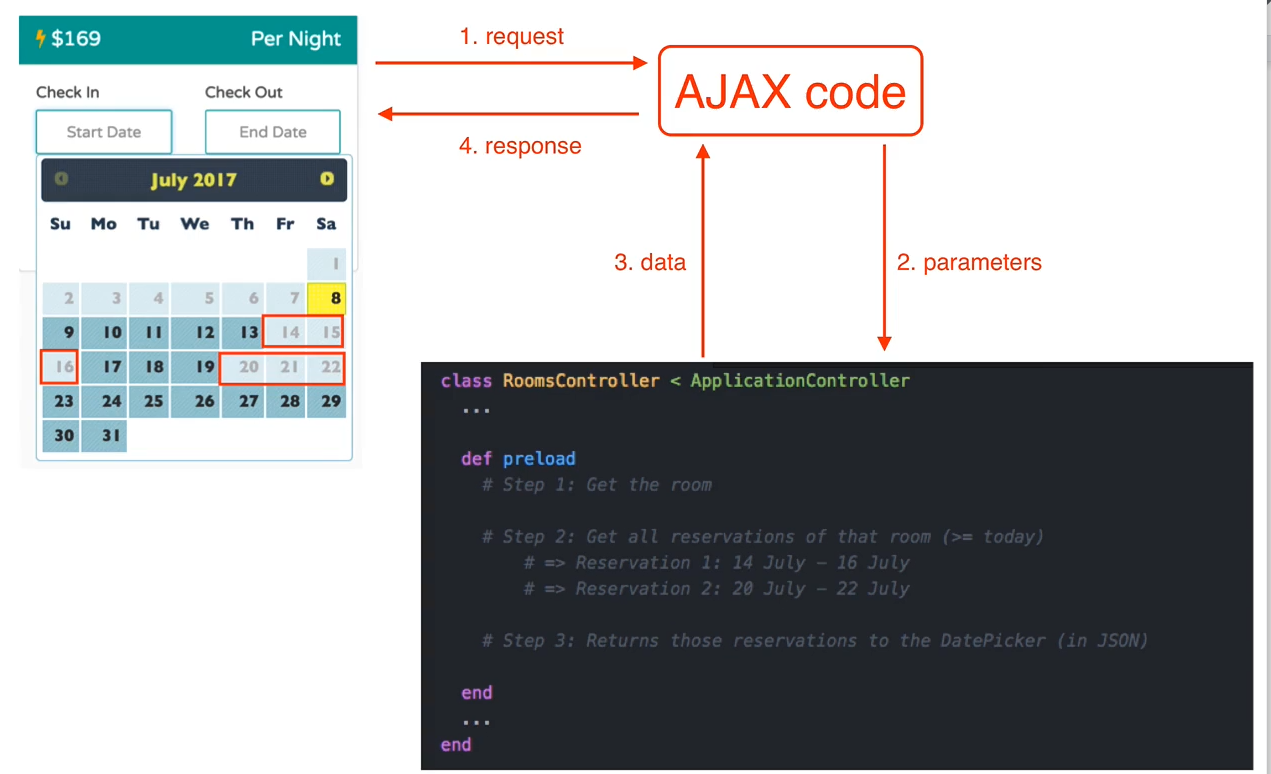 $169 Per Night
Check In Check Out
Start Date End Date
July 2017
Su Mo Tu We Th Fr Sa
1
2 3 4 5 6 7 8
9 10 11 12 13 14 15
16 17 18 19 20 21 22
23 24 25 26 27 28 29
30 31
1. request
AJAX code
4. response
3. data
2. parameters
class RoomsController < ApplicationController
...
def preload
# Step 1: Get the room
# Step 2: Get all reservations of that room (>= today)
# => Reservation 1: 14 July – 16 July
# => Reservation 2: 20 July – 22 July
# Step 3: Returns those reservations to the DatePicker (in JSON)
end
...
end